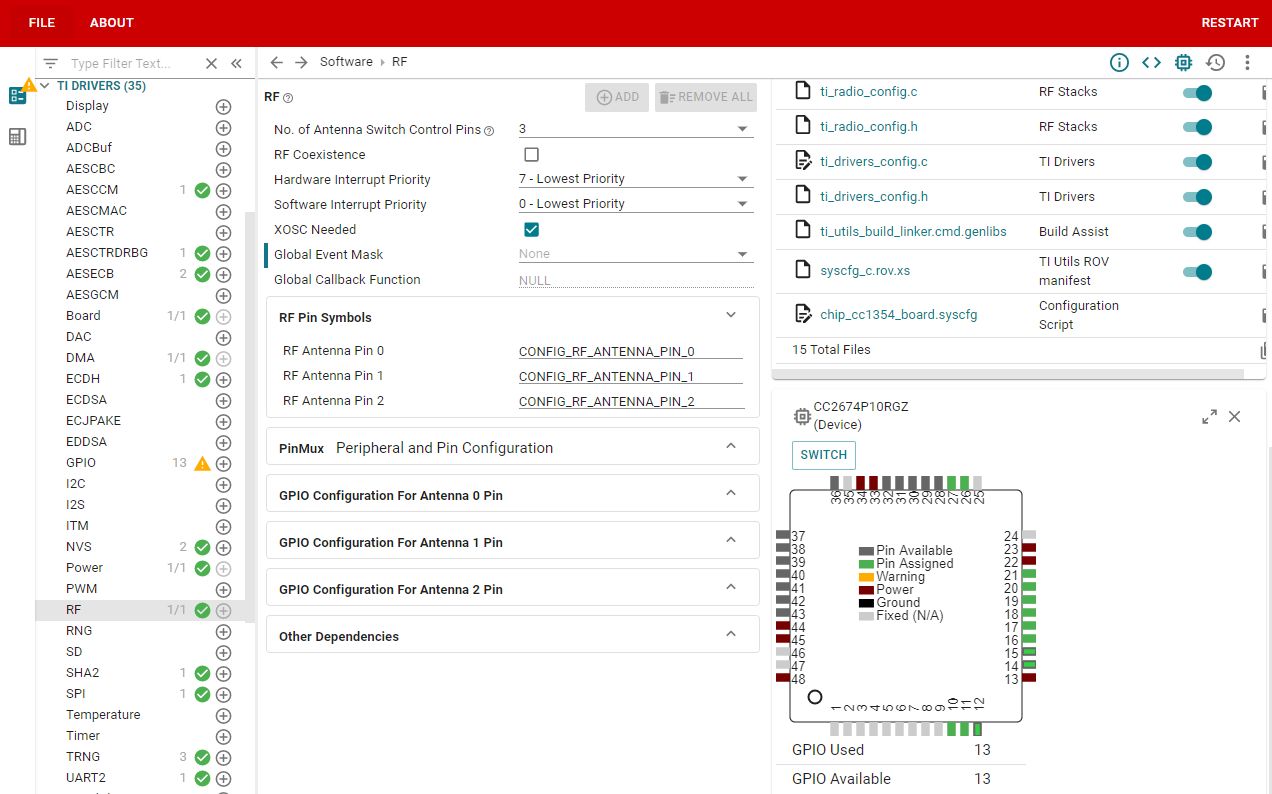 FILE ABOUT RESTART
Type Filter Text...
Software RF
TI DRIVERS (35)
Display
ADC
ADCBuf
AESCBC
AESCCM 1
AESCMAC
AESCTR
AESCTRDRBG 1
AESECB 2
AESGCM
Board 1/1
DAC
DMA 1/1
ECDH 1
ECDSA
ECJPAKE
EDDSA
GPIO 13
I2C
I2S
ITM
NVS 2
Power 1/1
PWM
RF 1/1
RNG
SD
SHA2 1
SPI 1
Temperature
Timer
TRNG 3
UART2 1
RF ADD REMOVE ALL
No. of Antenna Switch Control Pins 3
RF Coexistence
Hardware Interrupt Priority 7 - Lowest Priority
Software Interrupt Priority 0 - Lowest Priority
XOSC Needed
Global Event Mask None
Global Callback Function NULL
RF Pin Symbols
RF Antenna Pin 0 CONFIG_RF_ANTENNA_PIN_0
RF Antenna Pin 1 CONFIG_RF_ANTENNA_PIN_1
RF Antenna Pin 2 CONFIG_RF_ANTENNA_PIN_2
PinMux Peripheral and Pin Configuration
GPIO Configuration For Antenna 0 Pin
GPIO Configuration For Antenna 1 Pin
GPIO Configuration For Antenna 2 Pin
Other Dependencies
ti_radio_config.c RF Stacks
ti_radio_config.h RF Stacks
ti_drivers_config.c TI Drivers
ti_drivers_config.h TI Drivers
ti_utils_build_linker.cmd.genlibs Build Assist
syscfg_c.rov.xs TI Utils ROV
manifest
chip_cc1354_board.syscfg Configuration
Script
15 Total Files
CC2674P10RGZ
(Device)
SWITCH
36 35 34 33 32 31 30 29 28 27 26 25
37 24
38 23
39 22
40 21
41 20
42 19
43 18
44 17
45 16
46 15
47 14
48 13
Pin Available
Pin Assigned
Warning
Power
Ground
Fixed (N/A)
1 2 3 4 5 6 7 8 9 10 11 12
GPIO Used 13
GPIO Available 13